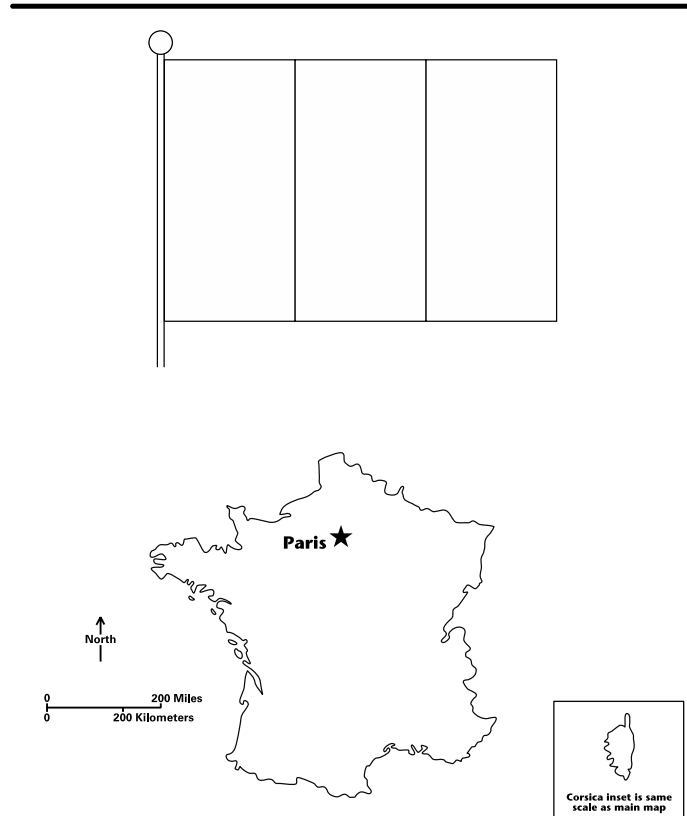 Paris
North
0 200 Miles
0 200 Kilometers
Corsica inset is same
scale as main map